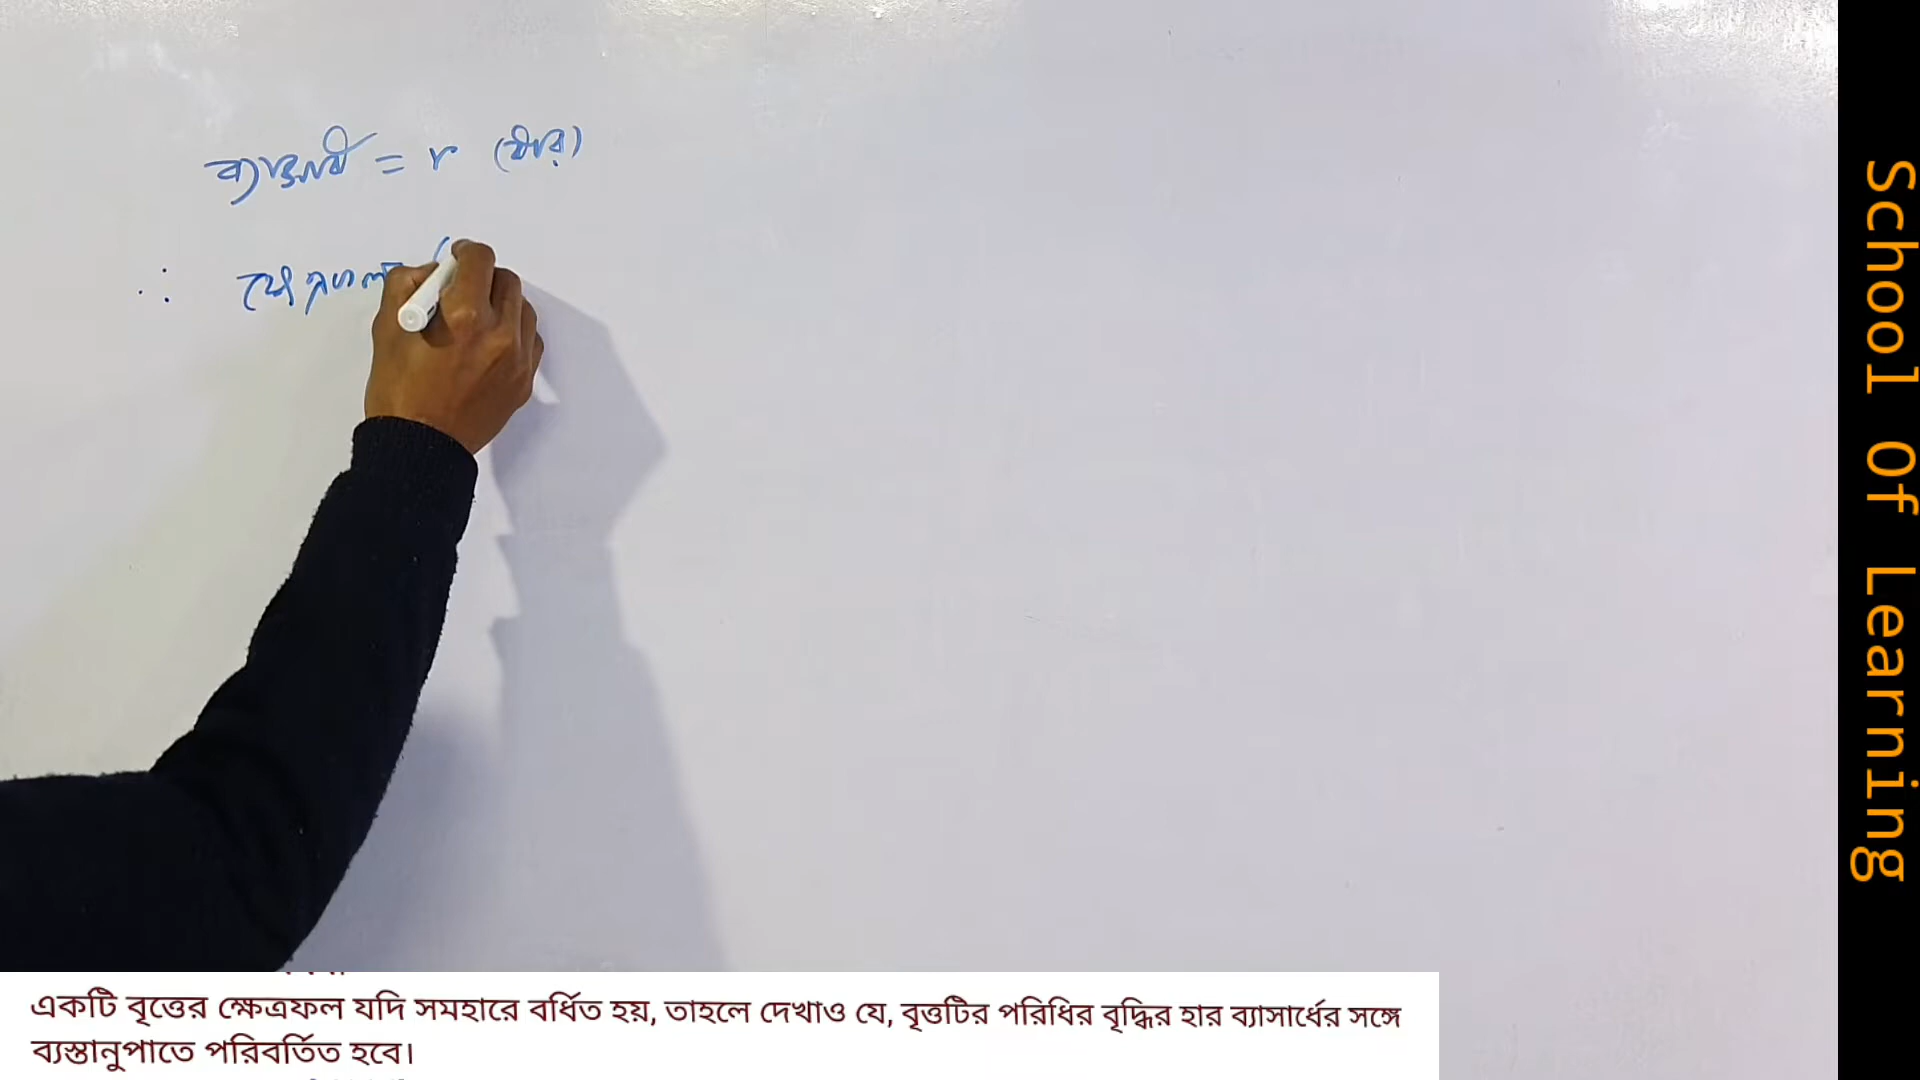 ব্যাসার্ধ = r (ধরি)
∴ ক্ষেত্রফল (
একটি বৃত্তের ক্ষেত্রফল যদি সমহারে বর্ধিত হয়, তাহলে দেখাও যে, বৃত্তটির পরিধির বৃদ্ধির হার ব্যাসার্ধের সঙ্গে
ব্যস্তানুপাতে পরিবর্তিত হবে।
School Of Learning